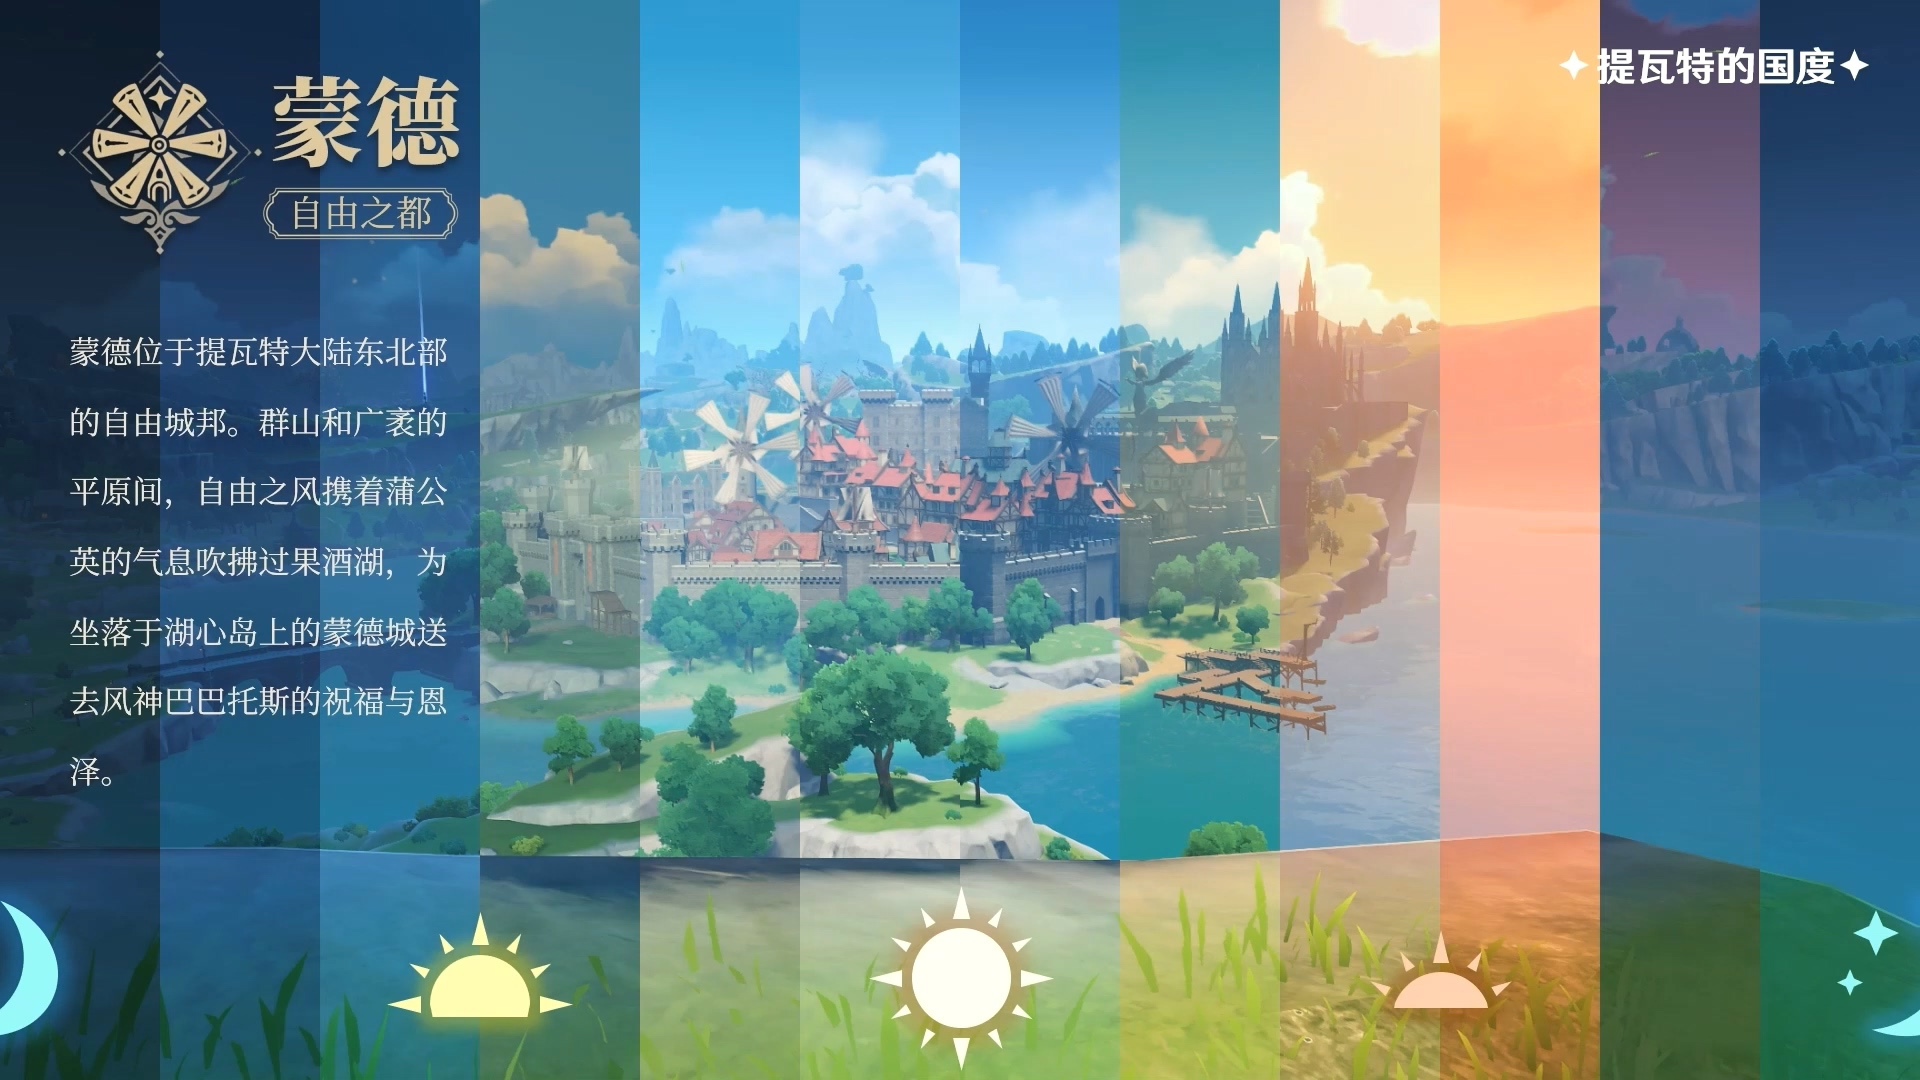 蒙德
自由之都
提瓦特的国度
蒙德位于提瓦特大陆东北部
的自由城邦。群山和广袤的
平原间，自由之风携着蒲公
英的气息吹拂过果酒湖，为
坐落于湖心岛上的蒙德城送
去风神巴巴托斯的祝福与恩
泽。